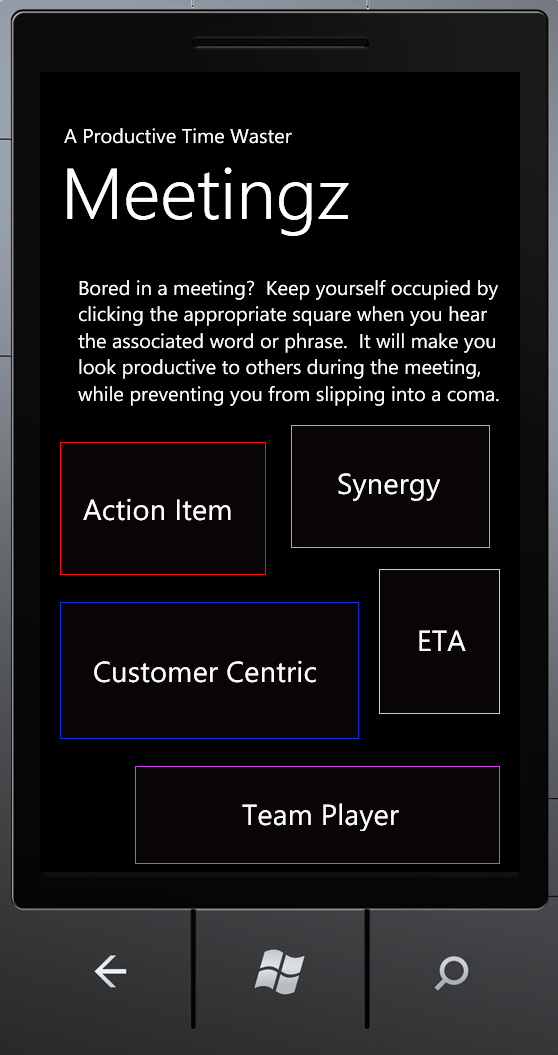 A Productive Time Waster
Meetingz
Bored in a meeting?  Keep yourself occupied by
clicking the appropriate square when you hear
the associated word or phrase.  It will make you
look productive to others during the meeting,
while preventing you from slipping into a coma.
Action Item
Synergy
Customer Centric
ETA
Team Player